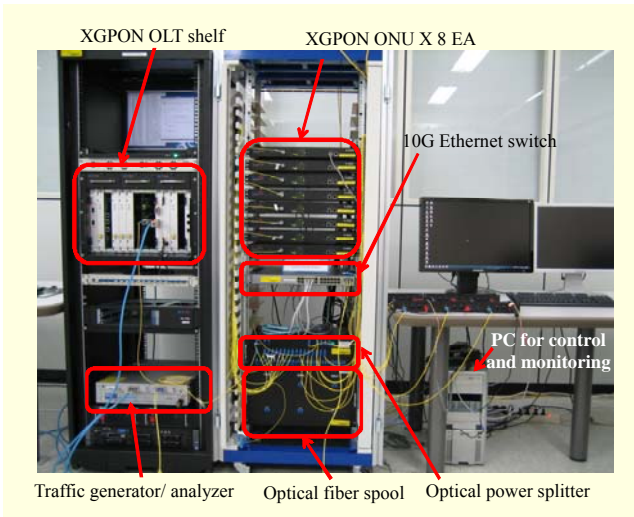 XGPON OLT shelf
XGPON ONU X 8 EA
10G Ethernet switch
PC for control
and monitoring
Traffic generator/ analyzer
Optical fiber spool
Optical power splitter